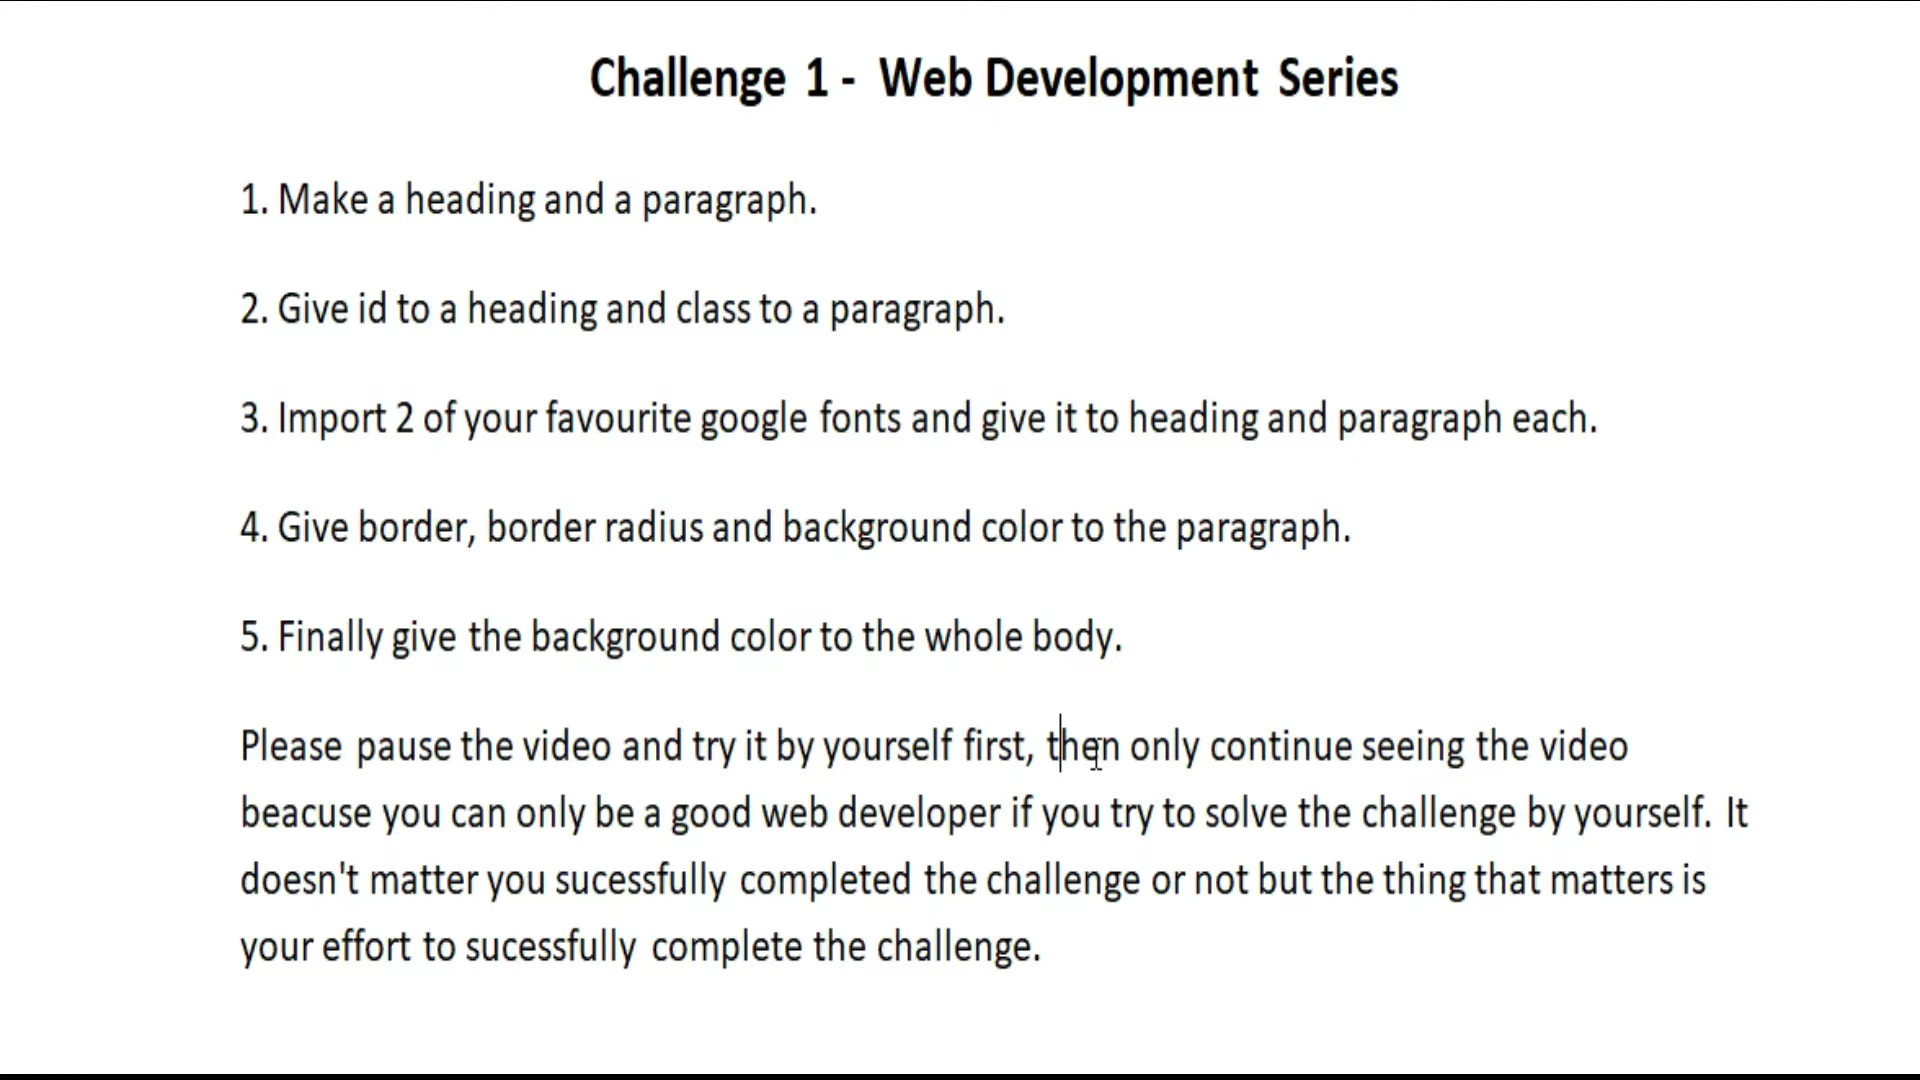 Challenge 1 - Web Development Series
1. Make a heading and a paragraph.
2. Give id to a heading and class to a paragraph.
3. Import 2 of your favourite google fonts and give it to heading and paragraph each.
4. Give border, border radius and background color to the paragraph.
5. Finally give the background color to the whole body.
Please pause the video and try it by yourself first, then only continue seeing the video
beacuse you can only be a good web developer if you try to solve the challenge by yourself. It
doesn't matter you sucessfully completed the challenge or not but the thing that matters is
your effort to sucessfully complete the challenge.